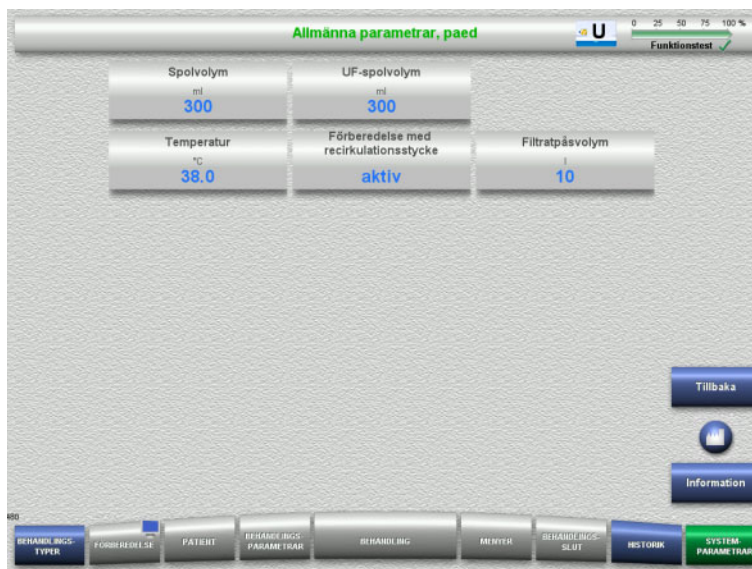 Allmänna parametrar, paed
U
0 25 50 75 100 %
Funktionstest
Spolvolym
ml
300
UF-spolvolym
ml
300
Temperatur
°C
38.0
Förberedelse med
recirkulationsstycke
aktiv
Filtratpåsvolym
l
10
Tillbaka
Information
BEHANDLINGS-
TYPER
FÖRBEREDELSE
PATIENT
BEHANDLINGS-
PARAMETRAR
BEHANDLING
MENYER
BEHANDLINGS-
SLUT
HISTORIK
SYSTEM-
PARAMETRAR